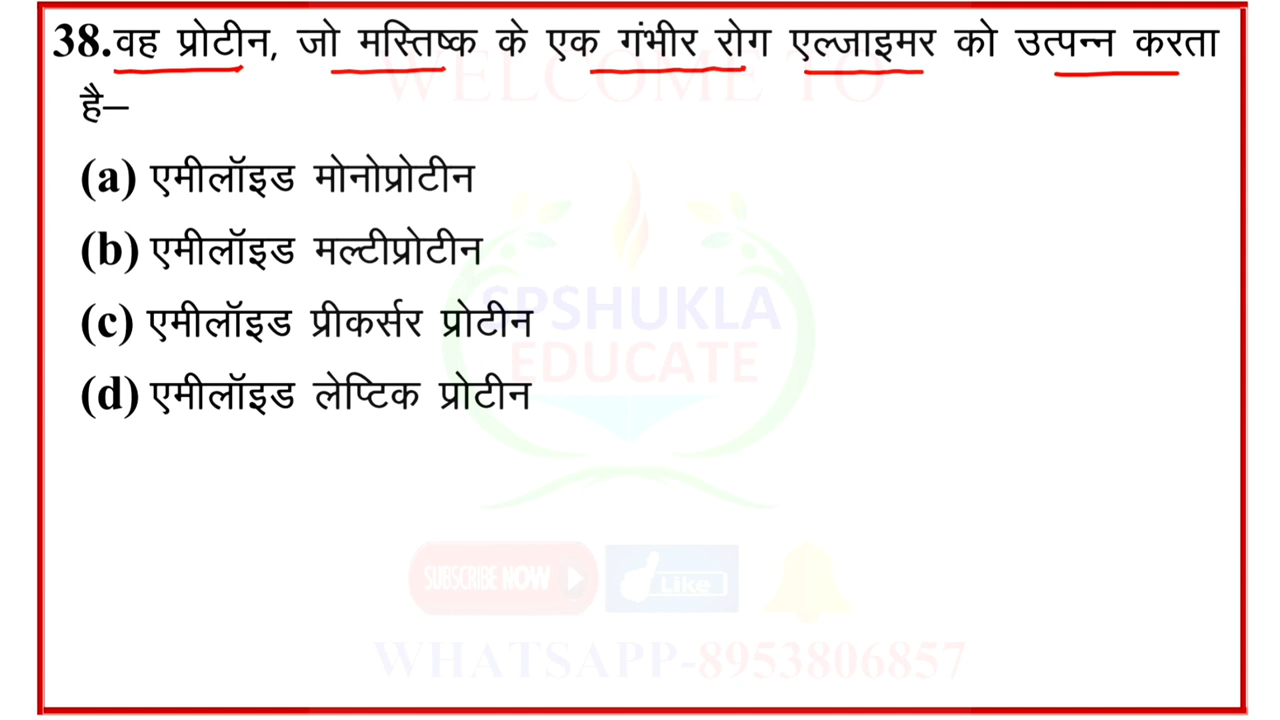 WELCOME TO
38.वह प्रोटीन, जो मस्तिष्क के एक गंभीर रोग एल्जाइमर को उत्पन्न करता
है–
(a) एमीलॉइड मोनोप्रोटीन
(b) एमीलॉइड मल्टीप्रोटीन
(c) एमीलॉइड प्रीकर्सर प्रोटीन
(d) एमीलॉइड लेप्टिक प्रोटीन
SPSHUKLA
EDUCATE
SUBSCRIBE NOW
Like
WHATSAPP-8953806857